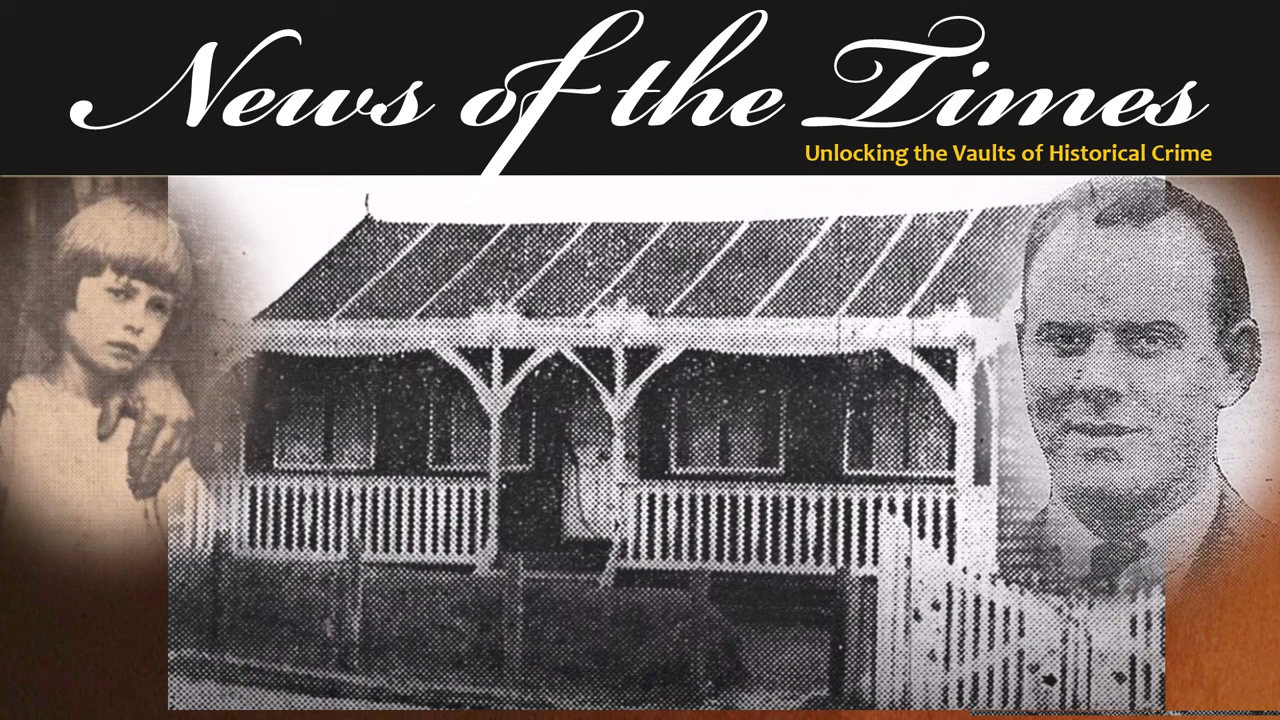 News of the Times
Unlocking the Vaults of Historical Crime